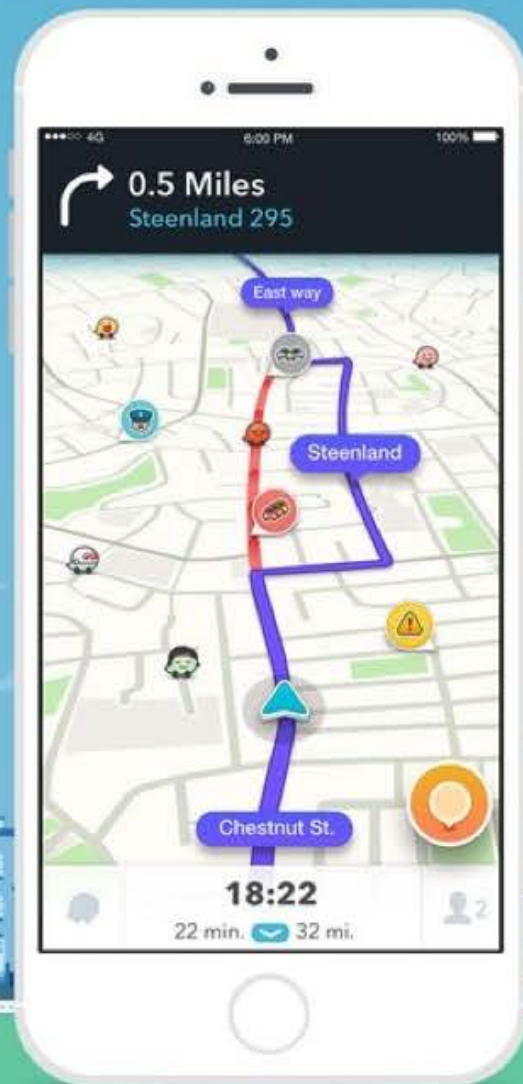 4G 6:00 PM 100%
0.5 Miles
Steenland 295
East way
Steenland
Chestnut St.
18:22
22 min. 32 mi.
2